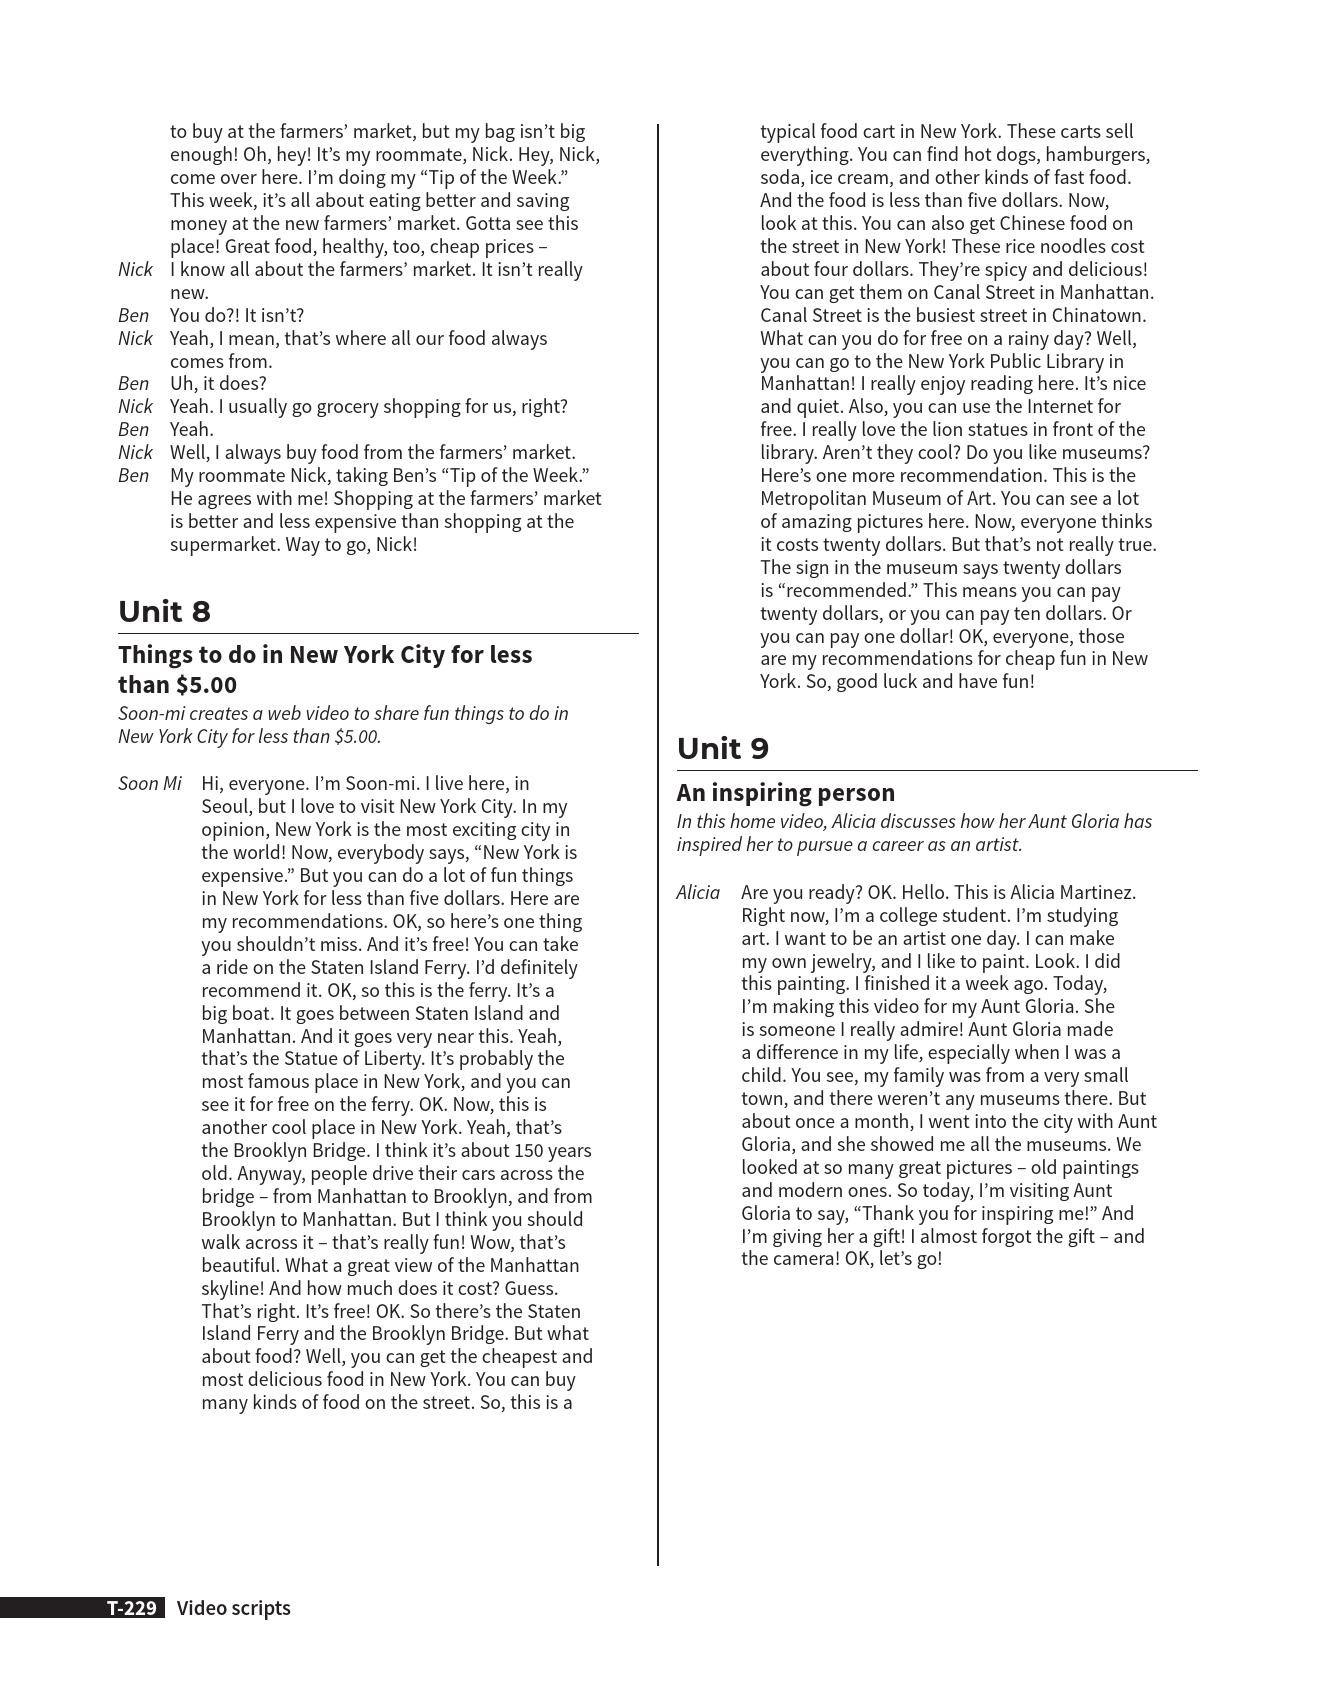 to buy at the farmers’ market, but my bag isn’t big
enough! Oh, hey! It’s my roommate, Nick. Hey, Nick,
come over here. I’m doing my “Tip of the Week.”
This week, it’s all about eating better and saving
money at the new farmers’ market. Gotta see this
place! Great food, healthy, too, cheap prices –
Nick I know all about the farmers’ market. It isn’t really
new.
Ben You do?! It isn’t?
Nick Yeah, I mean, that’s where all our food always
comes from.
Ben Uh, it does?
Nick Yeah. I usually go grocery shopping for us, right?
Ben Yeah.
Nick Well, I always buy food from the farmers’ market.
Ben My roommate Nick, taking Ben’s “Tip of the Week.”
He agrees with me! Shopping at the farmers’ market
is better and less expensive than shopping at the
supermarket. Way to go, Nick!
Unit 8
Things to do in New York City for less
than $5.00
Soon-mi creates a web video to share fun things to do in
New York City for less than $5.00.
Soon Mi Hi, everyone. I’m Soon-mi. I live here, in
Seoul, but I love to visit New York City. In my
opinion, New York is the most exciting city in
the world! Now, everybody says, “New York is
expensive.” But you can do a lot of fun things
in New York for less than five dollars. Here are
my recommendations. OK, so here’s one thing
you shouldn’t miss. And it’s free! You can take
a ride on the Staten Island Ferry. I’d definitely
recommend it. OK, so this is the ferry. It’s a
big boat. It goes between Staten Island and
Manhattan. And it goes very near this. Yeah,
that’s the Statue of Liberty. It’s probably the
most famous place in New York, and you can
see it for free on the ferry. OK. Now, this is
another cool place in New York. Yeah, that’s
the Brooklyn Bridge. I think it’s about 150 years
old. Anyway, people drive their cars across the
bridge – from Manhattan to Brooklyn, and from
Brooklyn to Manhattan. But I think you should
walk across it – that’s really fun! Wow, that’s
beautiful. What a great view of the Manhattan
skyline! And how much does it cost? Guess.
That’s right. It’s free! OK. So there’s the Staten
Island Ferry and the Brooklyn Bridge. But what
about food? Well, you can get the cheapest and
most delicious food in New York. You can buy
many kinds of food on the street. So, this is a
typical food cart in New York. These carts sell
everything. You can find hot dogs, hamburgers,
soda, ice cream, and other kinds of fast food.
And the food is less than five dollars. Now,
look at this. You can also get Chinese food on
the street in New York! These rice noodles cost
about four dollars. They’re spicy and delicious!
You can get them on Canal Street in Manhattan.
Canal Street is the busiest street in Chinatown.
What can you do for free on a rainy day? Well,
you can go to the New York Public Library in
Manhattan! I really enjoy reading here. It’s nice
and quiet. Also, you can use the Internet for
free. I really love the lion statues in front of the
library. Aren’t they cool? Do you like museums?
Here’s one more recommendation. This is the
Metropolitan Museum of Art. You can see a lot
of amazing pictures here. Now, everyone thinks
it costs twenty dollars. But that’s not really true.
The sign in the museum says twenty dollars
is “recommended.” This means you can pay
twenty dollars, or you can pay ten dollars. Or
you can pay one dollar! OK, everyone, those
are my recommendations for cheap fun in New
York. So, good luck and have fun!
Unit 9
An inspiring person
In this home video, Alicia discusses how her Aunt Gloria has
inspired her to pursue a career as an artist.
Alicia Are you ready? OK. Hello. This is Alicia Martinez.
Right now, I’m a college student. I’m studying
art. I want to be an artist one day. I can make
my own jewelry, and I like to paint. Look. I did
this painting. I finished it a week ago. Today,
I’m making this video for my Aunt Gloria. She
is someone I really admire! Aunt Gloria made
a difference in my life, especially when I was a
child. You see, my family was from a very small
town, and there weren’t any museums there. But
about once a month, I went into the city with Aunt
Gloria, and she showed me all the museums. We
looked at so many great pictures – old paintings
and modern ones. So today, I’m visiting Aunt
Gloria to say, “Thank you for inspiring me!” And
I’m giving her a gift! I almost forgot the gift – and
the camera! OK, let’s go!
T-229 Video scripts